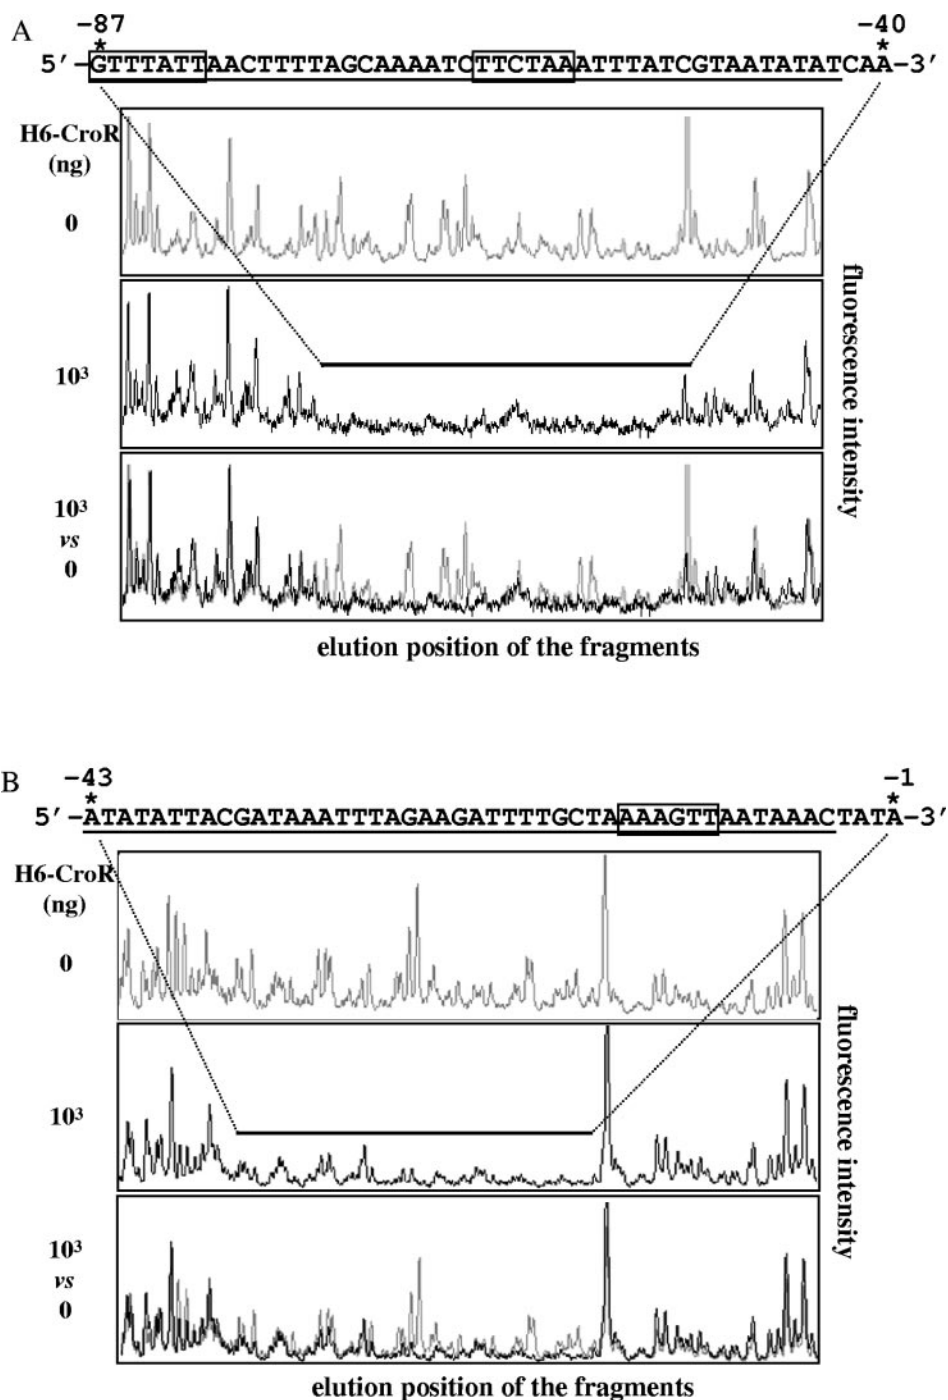 A
−87 −40
* *
5′–GTTTATTAACTTTTAGCAAAATCTTCTAAATTTATCGTAATATATCAA–3′
H6-CroR
(ng)
0
10³
10³
vs
0
fluorescence intensity
elution position of the fragments
B
−43 −1
* *
5′–ATATATTACGATAAATTTAGAAGATTTTGCTAAAAGTTAATAAACTATA–3′
H6-CroR
(ng)
0
10³
10³
vs
0
fluorescence intensity
elution position of the fragments